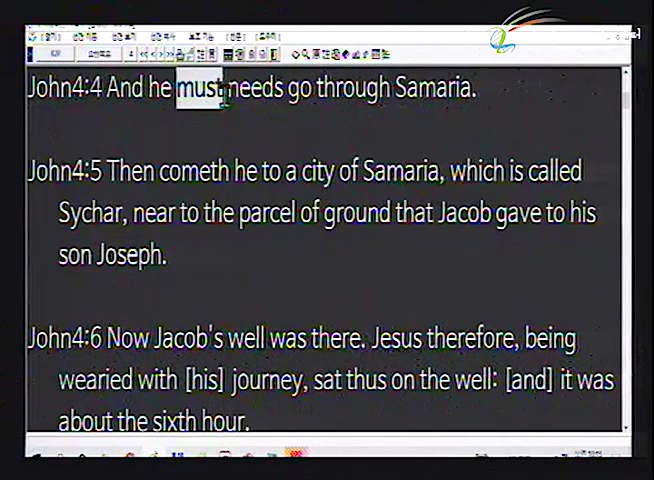 John4:4 And he must needs go through Samaria.
John4:5 Then cometh he to a city of Samaria, which is called
Sychar, near to the parcel of ground that Jacob gave to his
son Joseph.
John4:6 Now Jacob's well was there. Jesus therefore, being
wearied with [his] journey, sat thus on the well: [and] it was
about the sixth hour.